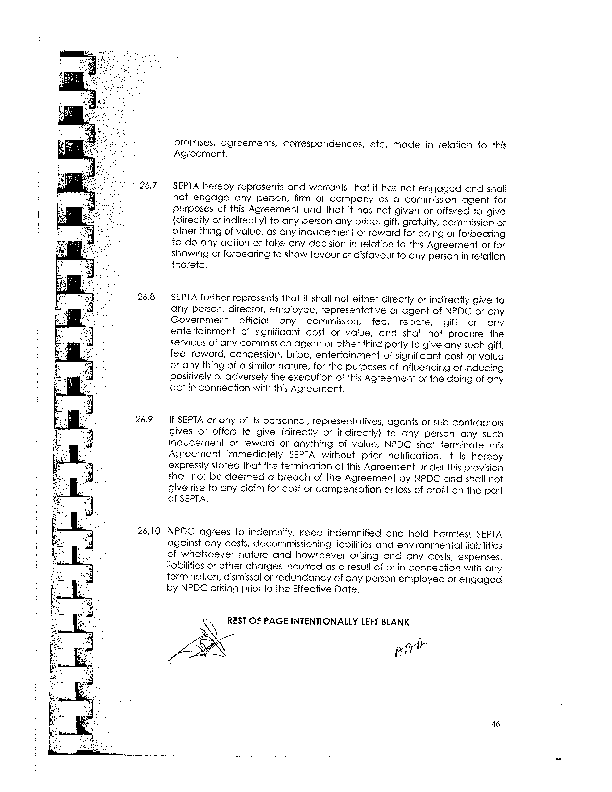 promises, agreements, correspondences, etc, made in relation to this
Agreement.
26.7 SEPTA hereby represents and warrants that it has not engaged and shall
not engage any person, firm or company as a commission agent for
purposes of this Agreement and that it has not given or offered to give
(directly or indirectly) to any person any bribe, gift, gratuity, commission or
other thing of value, as any inducement or reward for doing or forbearing
to do any action or take any decision in relation to this Agreement or for
showing or forbearing to show favour or disfavour to any person in relation
thereto.
26.8 SEPTA further represents that it shall not either directly or indirectly give to
any person, director, employee, representative or agent of NPDC or any
Government official any commission, fee, rebate, gift or any
entertainment of significant cost or value, and shall not procure the
services of any commission agent or other third party to give any such gift,
fee, reward, concession, bribe, entertainment of significant cost or value
or any thing of a similar nature, for the purposes of influencing or inducing
positively or adversely the execution of this Agreement or the doing of any
act in connection with this Agreement.
26.9 If SEPTA or any of its personnel, representatives, agents or sub contractors
gives or offers to give (directly or indirectly) to any person any such
inducement or reward or anything of value, NPDC shall terminate this
Agreement immediately SEPTA without prior notification. It is hereby
expressly stated that the termination of this Agreement under this provision
shall not be deemed a breach of the Agreement by NPDC and shall not
give rise to any claim for cost or compensation or loss of profit on the part
of SEPTA.
26.10 NPDC agrees to indemnify, keep indemnified and hold harmless SEPTA
against any costs, decommissioning liabilities and environmental liabilities
of whatsoever nature and howsoever arising and any costs, expenses,
liabilities or other charges incurred as a result of or in connection with any
termination, dismissal or redundancy of any person employed or engaged
by NPDC arising prior to the Effective Date.
REST OF PAGE INTENTIONALLY LEFT BLANK
46